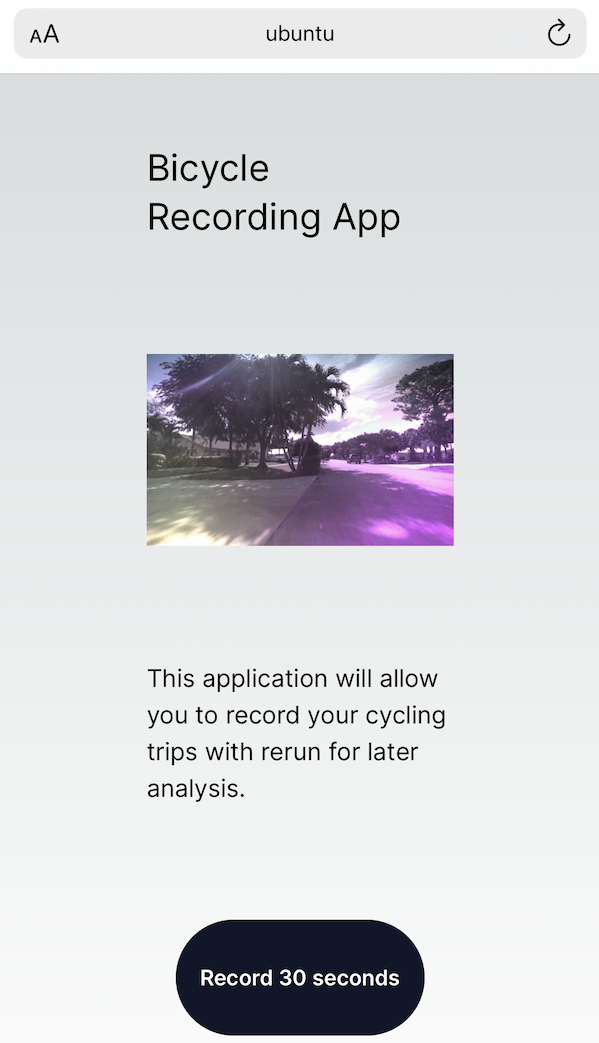 AA
ubuntu
Bicycle
Recording App
This application will allow
you to record your cycling
trips with rerun for later
analysis.
Record 30 seconds